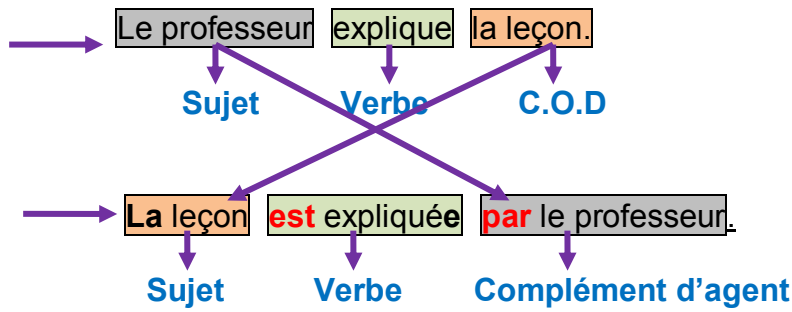 Le professeur explique la leçon.
Sujet Verbe C.O.D
La leçon est expliquée par le professeur.
Sujet Verbe Complément d’agent